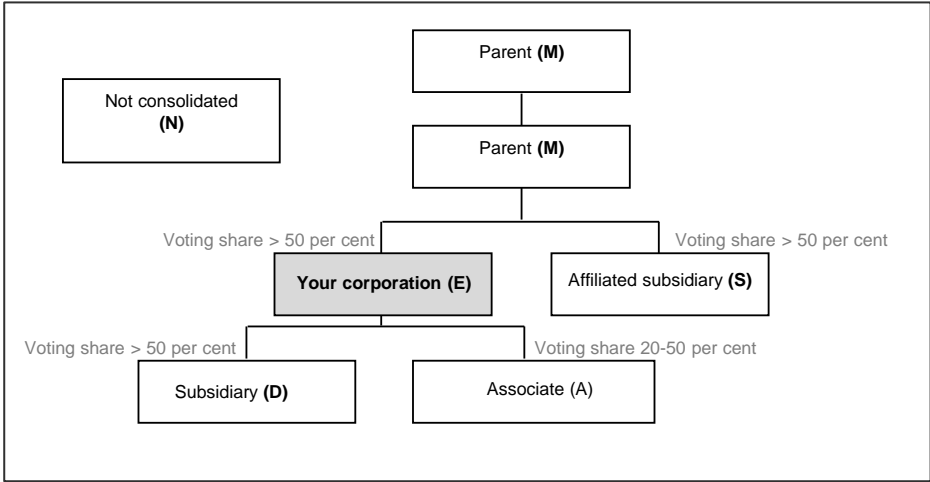 Parent (M)
Not consolidated
(N)
Parent (M)
Voting share > 50 per cent
Voting share > 50 per cent
Your corporation (E)
Affiliated subsidiary (S)
Voting share > 50 per cent
Voting share 20-50 per cent
Subsidiary (D)
Associate (A)